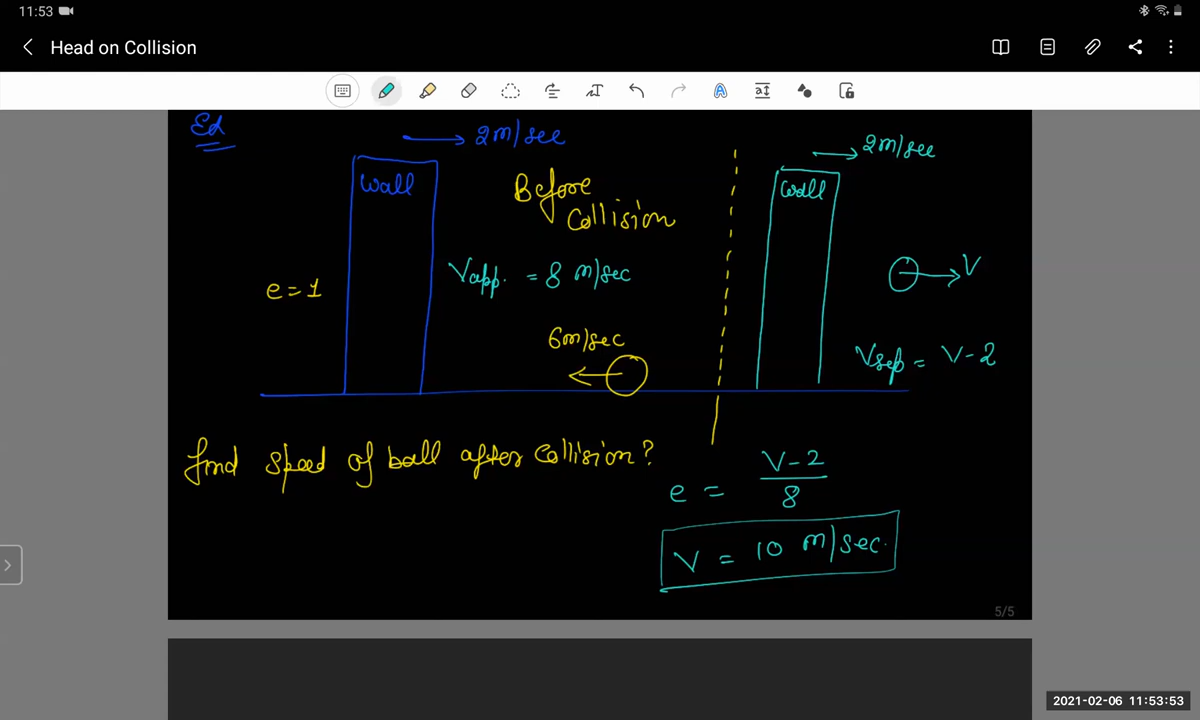 11:53
Head on Collision
Ex
2m/sec
2m/sec
wall
Before
Collision
wall
Vapp. = 8 m/sec
V
e=1
6m/sec
Vsep = V-2
find speed of ball after collision?
e = V-2
8
V = 10 m/sec.
5/5
2021-02-06 11:53:53